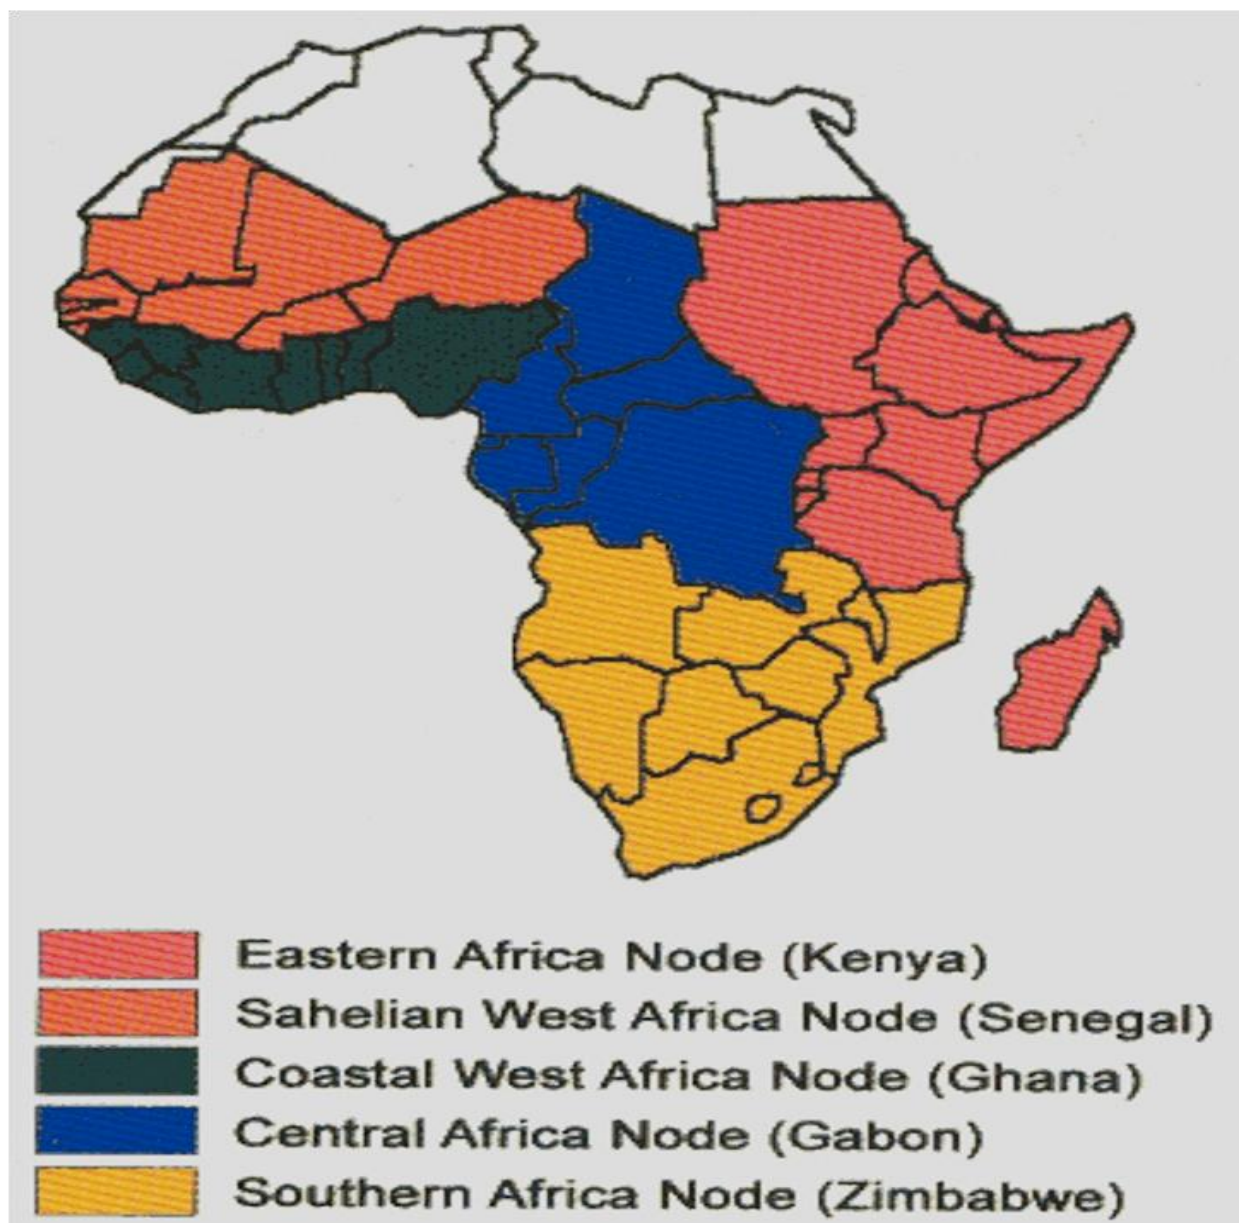 Eastern Africa Node (Kenya)
Sahelian West Africa Node (Senegal)
Coastal West Africa Node (Ghana)
Central Africa Node (Gabon)
Southern Africa Node (Zimbabwe)